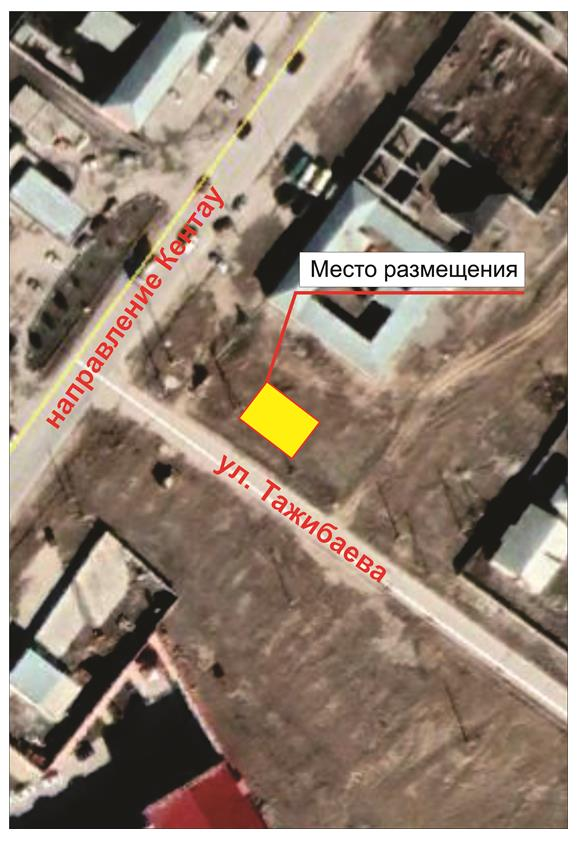 направление Кентау
Место размещения
ул. Тажибаева